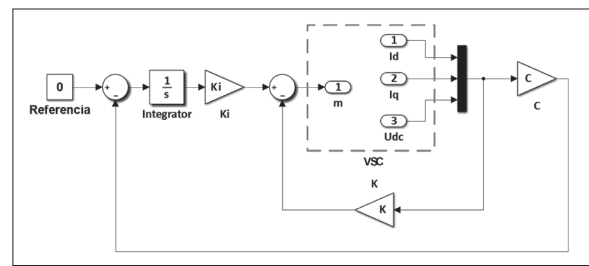 0
Referencia
1
s
Integrator
Ki
Ki
1
m
1
Id
2
Iq
3
Udc
VSC
C
C
K
K